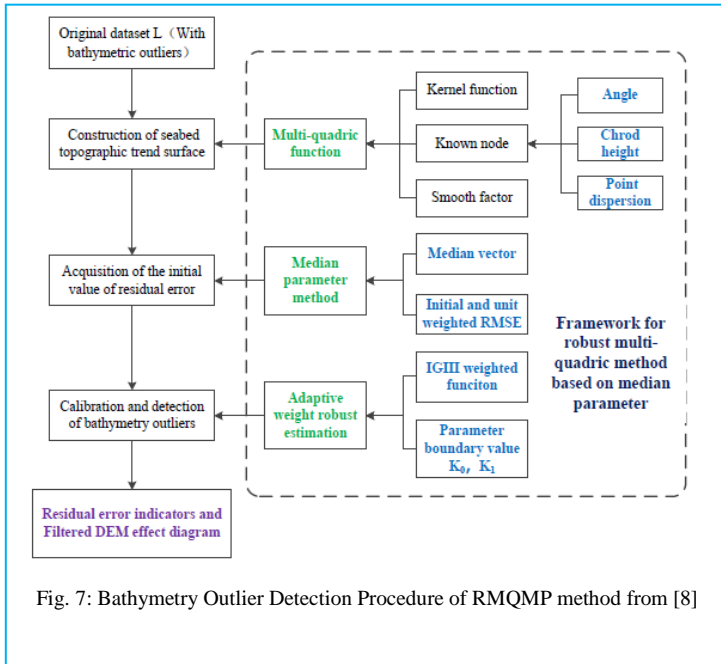 Original dataset L（With
bathymetric outliers）
Construction of seabed
topographic trend surface
Acquisition of the initial
value of residual error
Calibration and detection
of bathymetry outliers
Residual error indicators and
Filtered DEM effect diagram
Multi-quadric
function
Median
parameter
method
Adaptive
weight robust
estimation
Kernel function
Known node
Smooth factor
Median vector
Initial and unit
weighted RMSE
IGIII weighted
funciton
Parameter
boundary value
K₀， K₁
Angle
Chrod
height
Point
dispersion
Framework for
robust multi-
quadric method
based on median
parameter
Fig. 7: Bathymetry Outlier Detection Procedure of RMQMP method from [8]